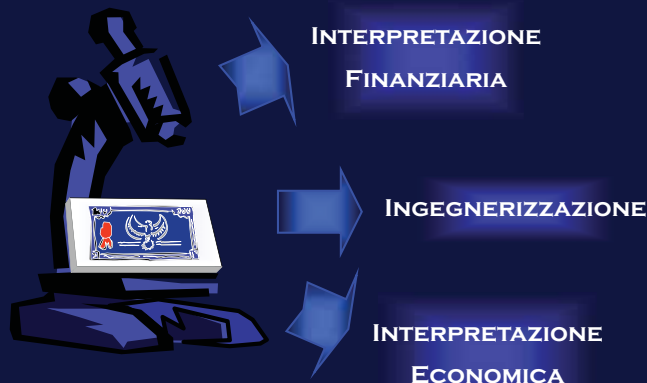 INTERPRETAZIONE
FINANZIARIA
INGEGNERIZZAZIONE
INTERPRETAZIONE
ECONOMICA